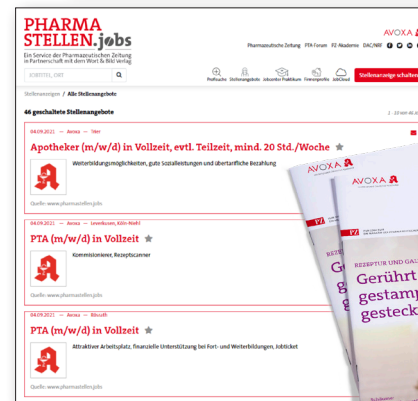 PHARMA
STELLEN.jobs
Ein Service der Pharmazeutischen Zeitung
in Partnerschaft mit dem Wort & Bild Verlag
AVOXA
Pharmazeutische Zeitung PTA-Forum PZ-Akademie DAC/NRF
JOBTITEL, ORT
Profisuche Stellenangebote Jobcenter Praktikum Firmenprofile JobCloud Stellenanzeige schalten
Stellenanzeigen / Alle Stellenangebote
46 geschaltete Stellenangebote
04.09.2021 — Avoxa — Trier
Apotheker (m/w/d) in Vollzeit, evtl. Teilzeit, mind. 20 Std./Woche
Weiterbildungsmöglichkeiten, gute Sozialleistungen und übertarifliche Bezahlung
Quelle: www.pharmastellen.jobs
04.09.2021 — Avoxa — Leverkusen, Köln-Niehl
PTA (m/w/d) in Vollzeit
Kommissionierer, Rezeptscanner
Quelle: www.pharmastellen.jobs
04.09.2021 — Avoxa —
PTA (m/w/d) in Vollzeit
Attraktiver Arbeitsplatz, finanzielle Unterstützung bei Fort- und Weiterbildungen, Jobticket
Quelle: www.pharmastellen.jobs
AVOXA
AVOXA
PZ
REZEPTUR UND
Gerührt
gestamp
gesteck